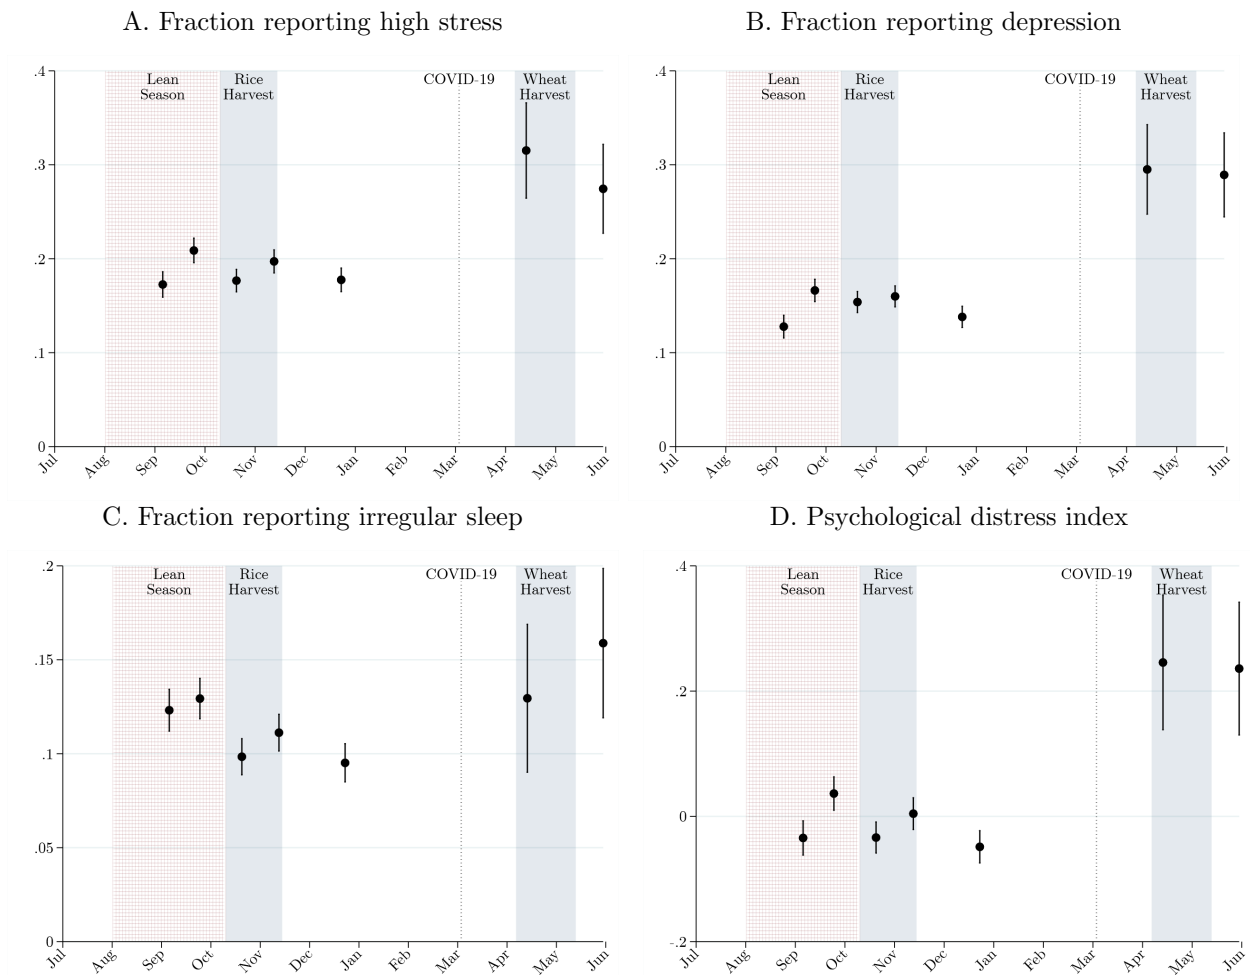 A. Fraction reporting high stress
.4
.3
.2
.1
0
Lean
Season
Rice
Harvest
COVID-19
Wheat
Harvest
Jul
Aug
Sep
Oct
Nov
Dec
Jan
Feb
Mar
Apr
May
Jun
B. Fraction reporting depression
.4
.3
.2
.1
0
Lean
Season
Rice
Harvest
COVID-19
Wheat
Harvest
Jul
Aug
Sep
Oct
Nov
Dec
Jan
Feb
Mar
Apr
May
Jun
C. Fraction reporting irregular sleep
.2
.15
.1
.05
0
Lean
Season
Rice
Harvest
COVID-19
Wheat
Harvest
Jul
Aug
Sep
Oct
Nov
Dec
Jan
Feb
Mar
Apr
May
Jun
D. Psychological distress index
.4
.2
0
-.2
Lean
Season
Rice
Harvest
COVID-19
Wheat
Harvest
Jul
Aug
Sep
Oct
Nov
Dec
Jan
Feb
Mar
Apr
May
Jun